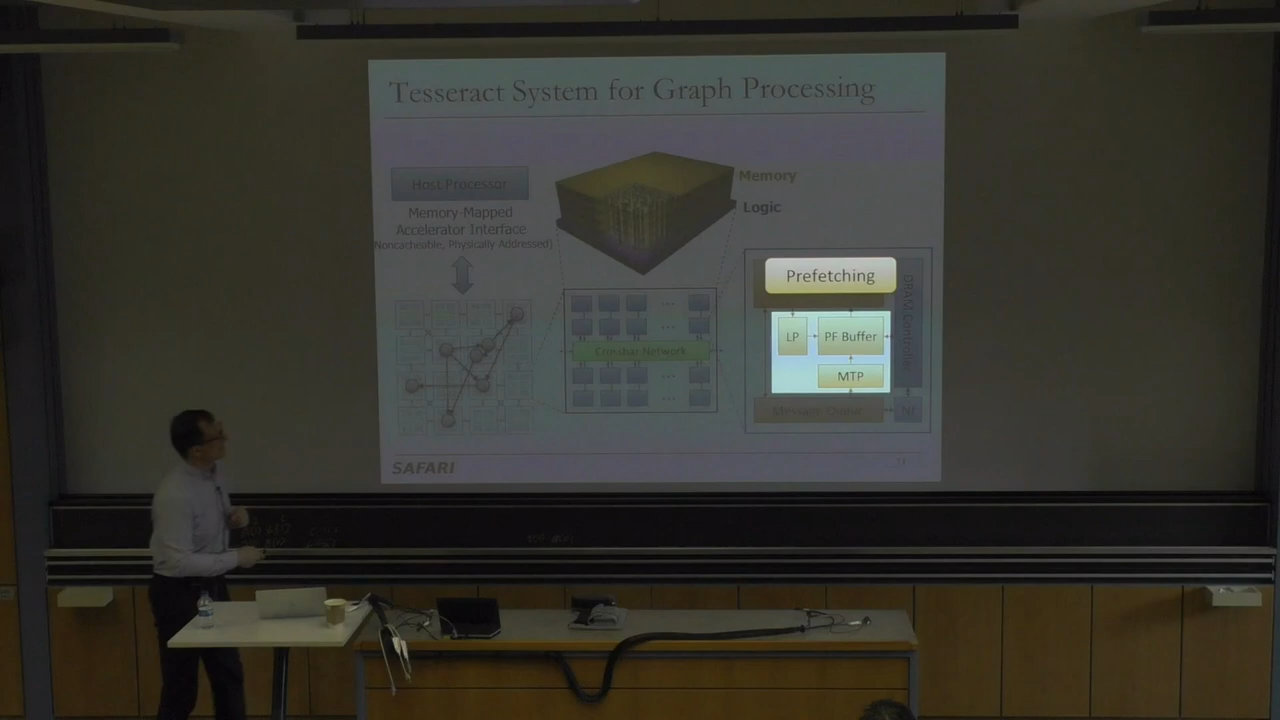 Tesseract System for Graph Processing
Host Processor
Memory-Mapped
Accelerator Interface
Noncacheable, Physically Addressed)
Memory
Logic
Crossbar Network
Prefetching
LP
PF Buffer
MTP
DRAM Controller
Message Queue
NI
SAFARI